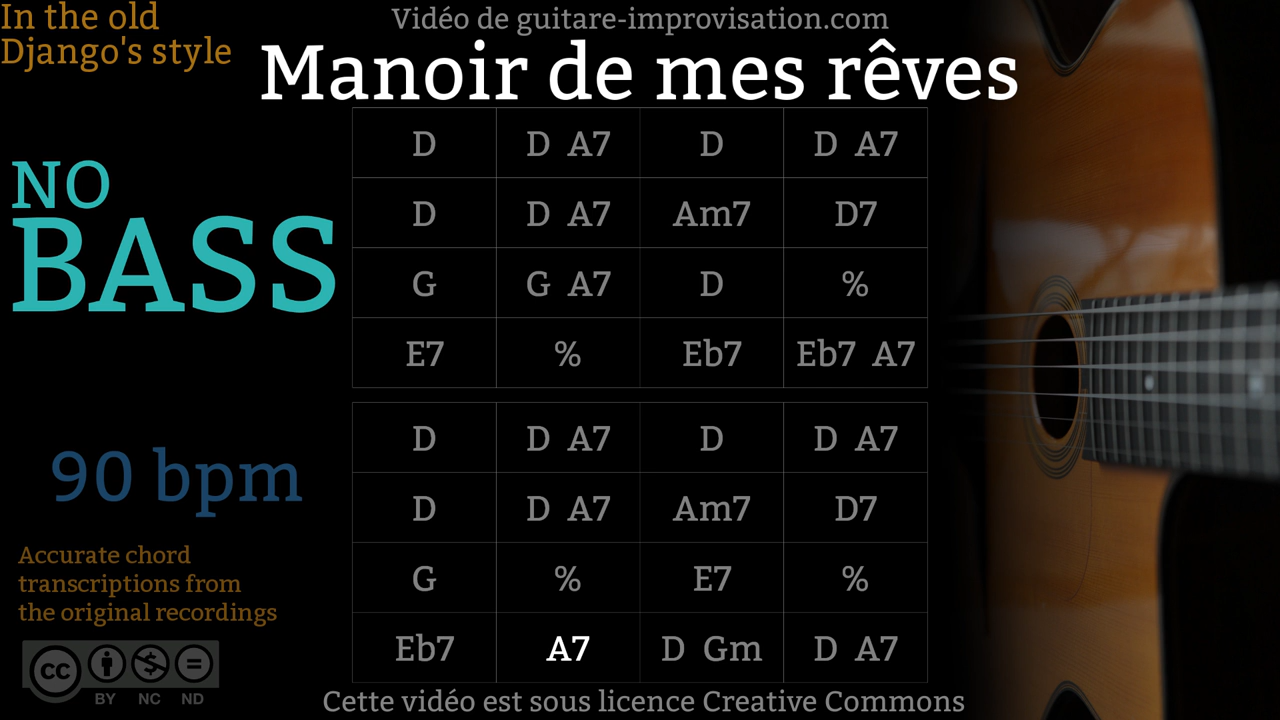 In the old
Django's style
Vidéo de guitare-improvisation.com
Manoir de mes rêves
NO
BASS
D D A7 D D A7
D D A7 Am7 D7
G G A7 D %
E7 % Eb7 Eb7 A7
D D A7 D D A7
D D A7 Am7 D7
G % E7 %
Eb7 A7 D Gm D A7
90 bpm
Accurate chord
transcriptions from
the original recordings
cc
BY NC ND
Cette vidéo est sous licence Creative Commons